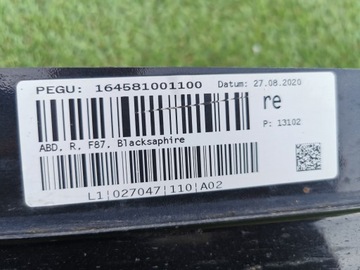 PEGU: 164581001100 Datum: 27.08.2020
re
P: 13102
ABD, R, F87, Blacksaphire
L1|027047|110|A02